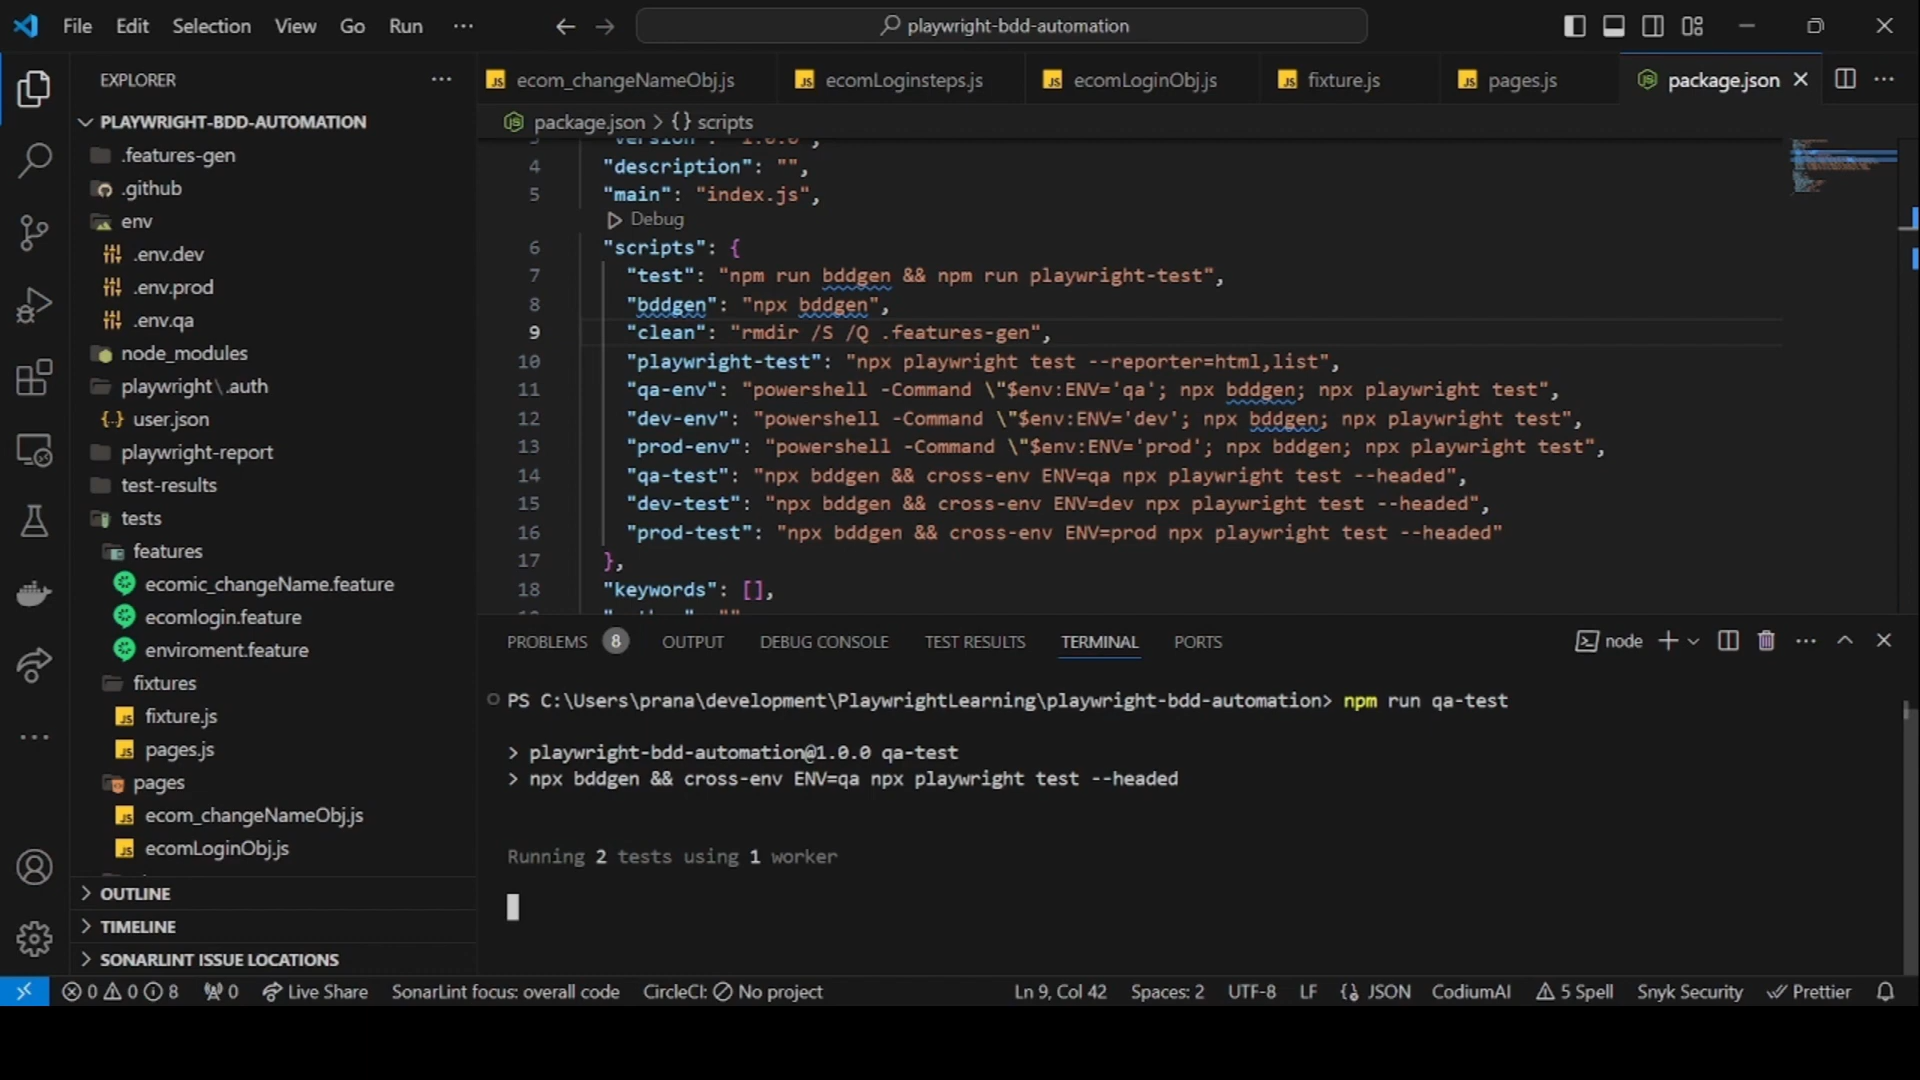 File Edit Selection View Go Run ···
playwright-bdd-automation
EXPLORER ···
PLAYWRIGHT-BDD-AUTOMATION
.features-gen
.github
env
.env.dev
.env.prod
.env.qa
node_modules
playwright\.auth
user.json
playwright-report
test-results
tests
features
ecomic_changeName.feature
ecomlogin.feature
enviroment.feature
fixtures
fixture.js
pages.js
pages
ecom_changeNameObj.js
ecomLoginObj.js
OUTLINE
TIMELINE
SONARLINT ISSUE LOCATIONS
ecom_changeNameObj.js ecomLoginsteps.js ecomLoginObj.js fixture.js pages.js package.json
package.json > {} scripts
3 "version": "1.0.0",
4 "description": "",
5 "main": "index.js",
Debug
6 "scripts": {
7 "test": "npm run bddgen && npm run playwright-test",
8 "bddgen": "npx bddgen",
9 "clean": "rmdir /S /Q .features-gen",
10 "playwright-test": "npx playwright test --reporter=html,list",
11 "qa-env": "powershell -Command \"$env:ENV='qa'; npx bddgen; npx playwright test",
12 "dev-env": "powershell -Command \"$env:ENV='dev'; npx bddgen; npx playwright test",
13 "prod-env": "powershell -Command \"$env:ENV='prod'; npx bddgen; npx playwright test",
14 "qa-test": "npx bddgen && cross-env ENV=qa npx playwright test --headed",
15 "dev-test": "npx bddgen && cross-env ENV=dev npx playwright test --headed",
16 "prod-test": "npx bddgen && cross-env ENV=prod npx playwright test --headed"
17 },
18 "keywords": [],
PROBLEMS 8 OUTPUT DEBUG CONSOLE TEST RESULTS TERMINAL PORTS node
PS C:\Users\prana\development\PlaywrightLearning\playwright-bdd-automation> npm run qa-test
> playwright-bdd-automation@1.0.0 qa-test
> npx bddgen && cross-env ENV=qa npx playwright test --headed
Running 2 tests using 1 worker
0 0 8 0 Live Share SonarLint focus: overall code CircleCI: No project Ln 9, Col 42 Spaces: 2 UTF-8 LF {} JSON CodiumAI 5 Spell Snyk Security Prettier